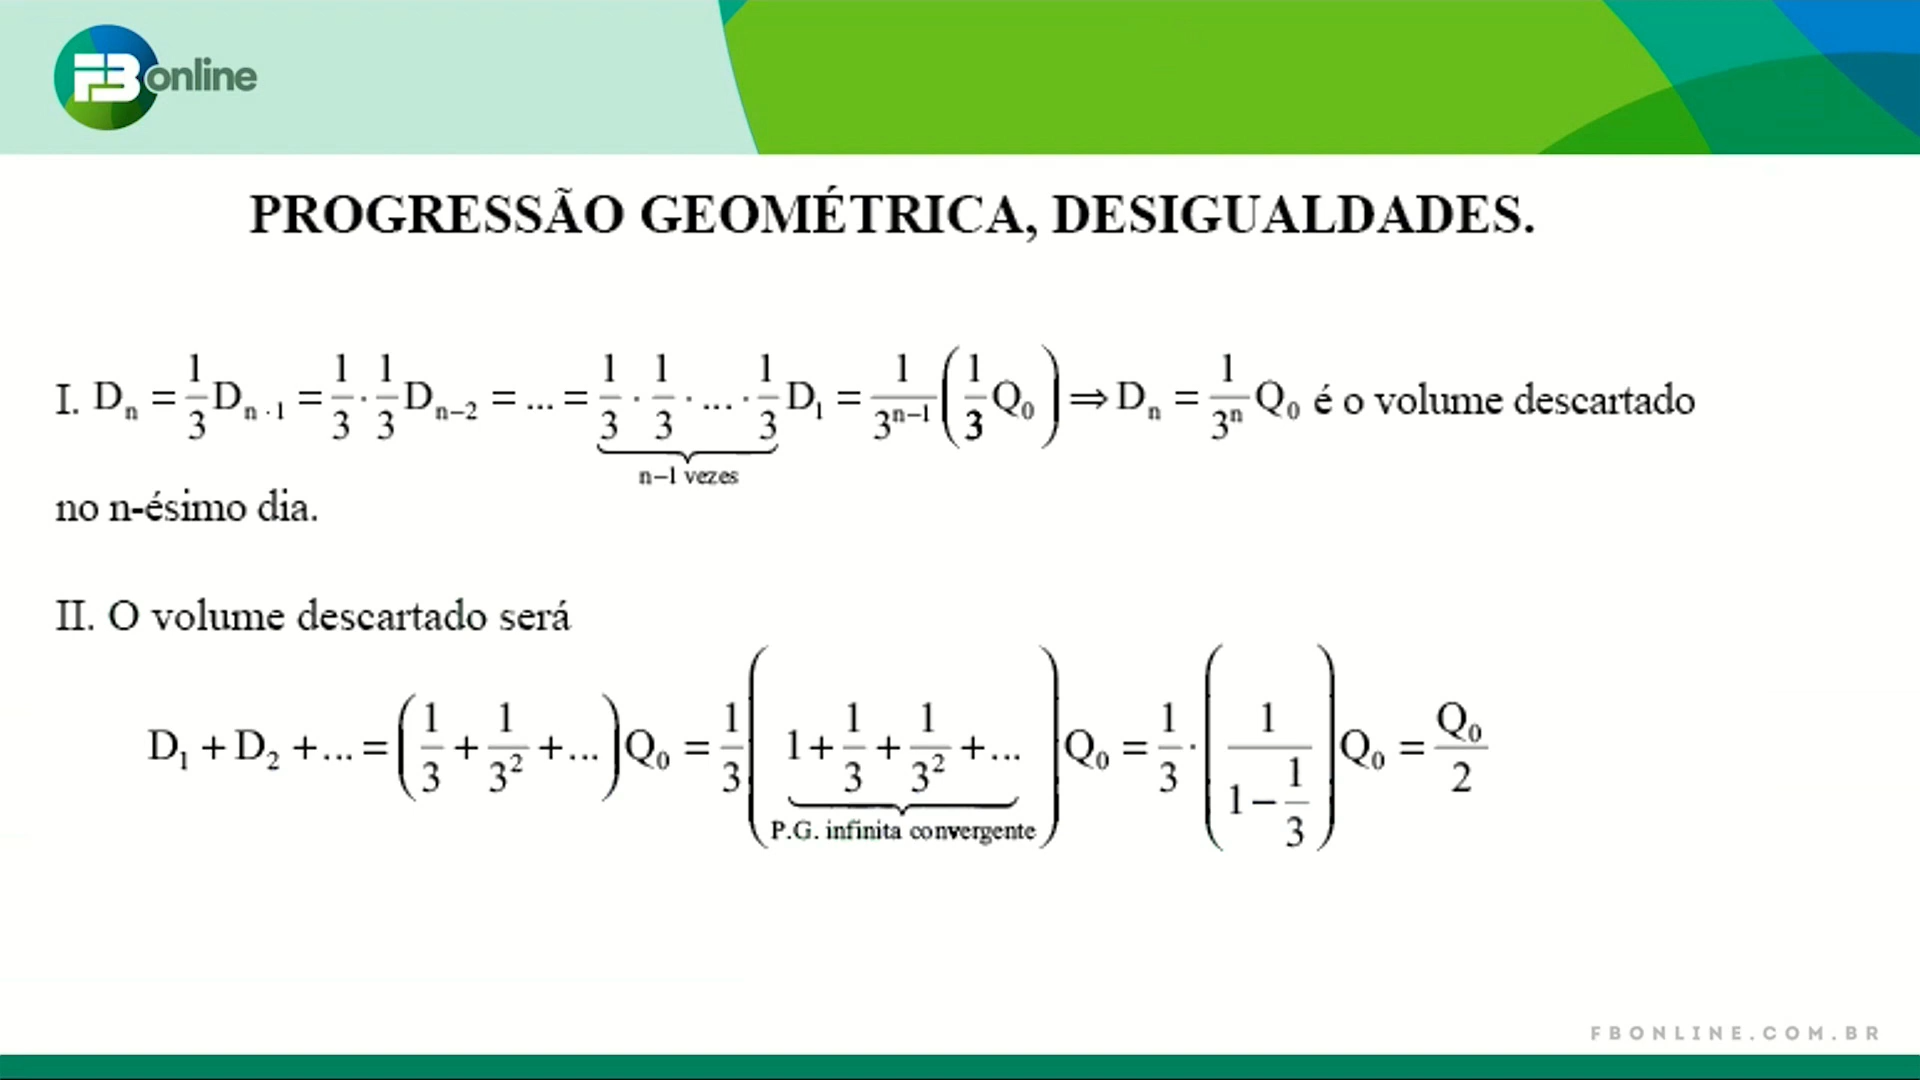 FB online
PROGRESSÃO GEOMÉTRICA, DESIGUALDADES.
I. Dₙ = 1/3 Dₙ.₁ = 1/3 · 1/3 Dₙ₋₂ = ... = 1/3 · 1/3 · ... · 1/3 D₁ = 1/3ⁿ⁻¹ (1/3 Q₀) ⇒ Dₙ = 1/3ⁿ Q₀ é o volume descartado
n–1 vezes
no n-ésimo dia.
II. O volume descartado será
D₁ + D₂ + ... = (1/3 + 1/3² + ...) Q₀ = 1/3 (1 + 1/3 + 1/3² + ...) Q₀ = 1/3 · (1/(1 – 1/3)) Q₀ = Q₀/2
P.G. infinita convergente
FBONLINE.COM.BR